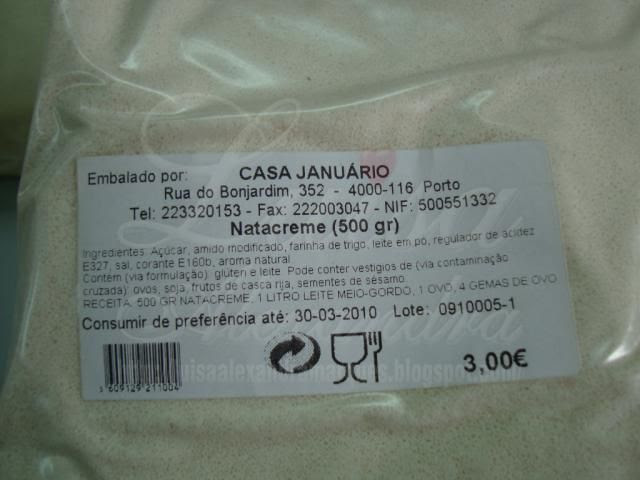 Embalado por: CASA JANUÁRIO
Rua do Bonjardim, 352 - 4000-116 Porto
Tel: 223320153 - Fax: 222003047 - NIF: 500551332
Natacreme (500 gr)
Ingredientes: Açúcar, amido modificado, farinha de trigo, leite em pó, regulador de acidez
E327, sal, corante E160b, aroma natural
Contém (via formulação): glúten e leite. Pode conter vestígios de (via contaminação
cruzada): ovos, soja, frutos de casca rija, sementes de sésamo.
RECEITA: 500 GR NATACREME, 1 LITRO LEITE MEIO-GORDO, 1 OVO, 4 GEMAS DE OVO
Consumir de preferência até: 30-03-2010 Lote: 0910005-1
3,00€
5609129211004